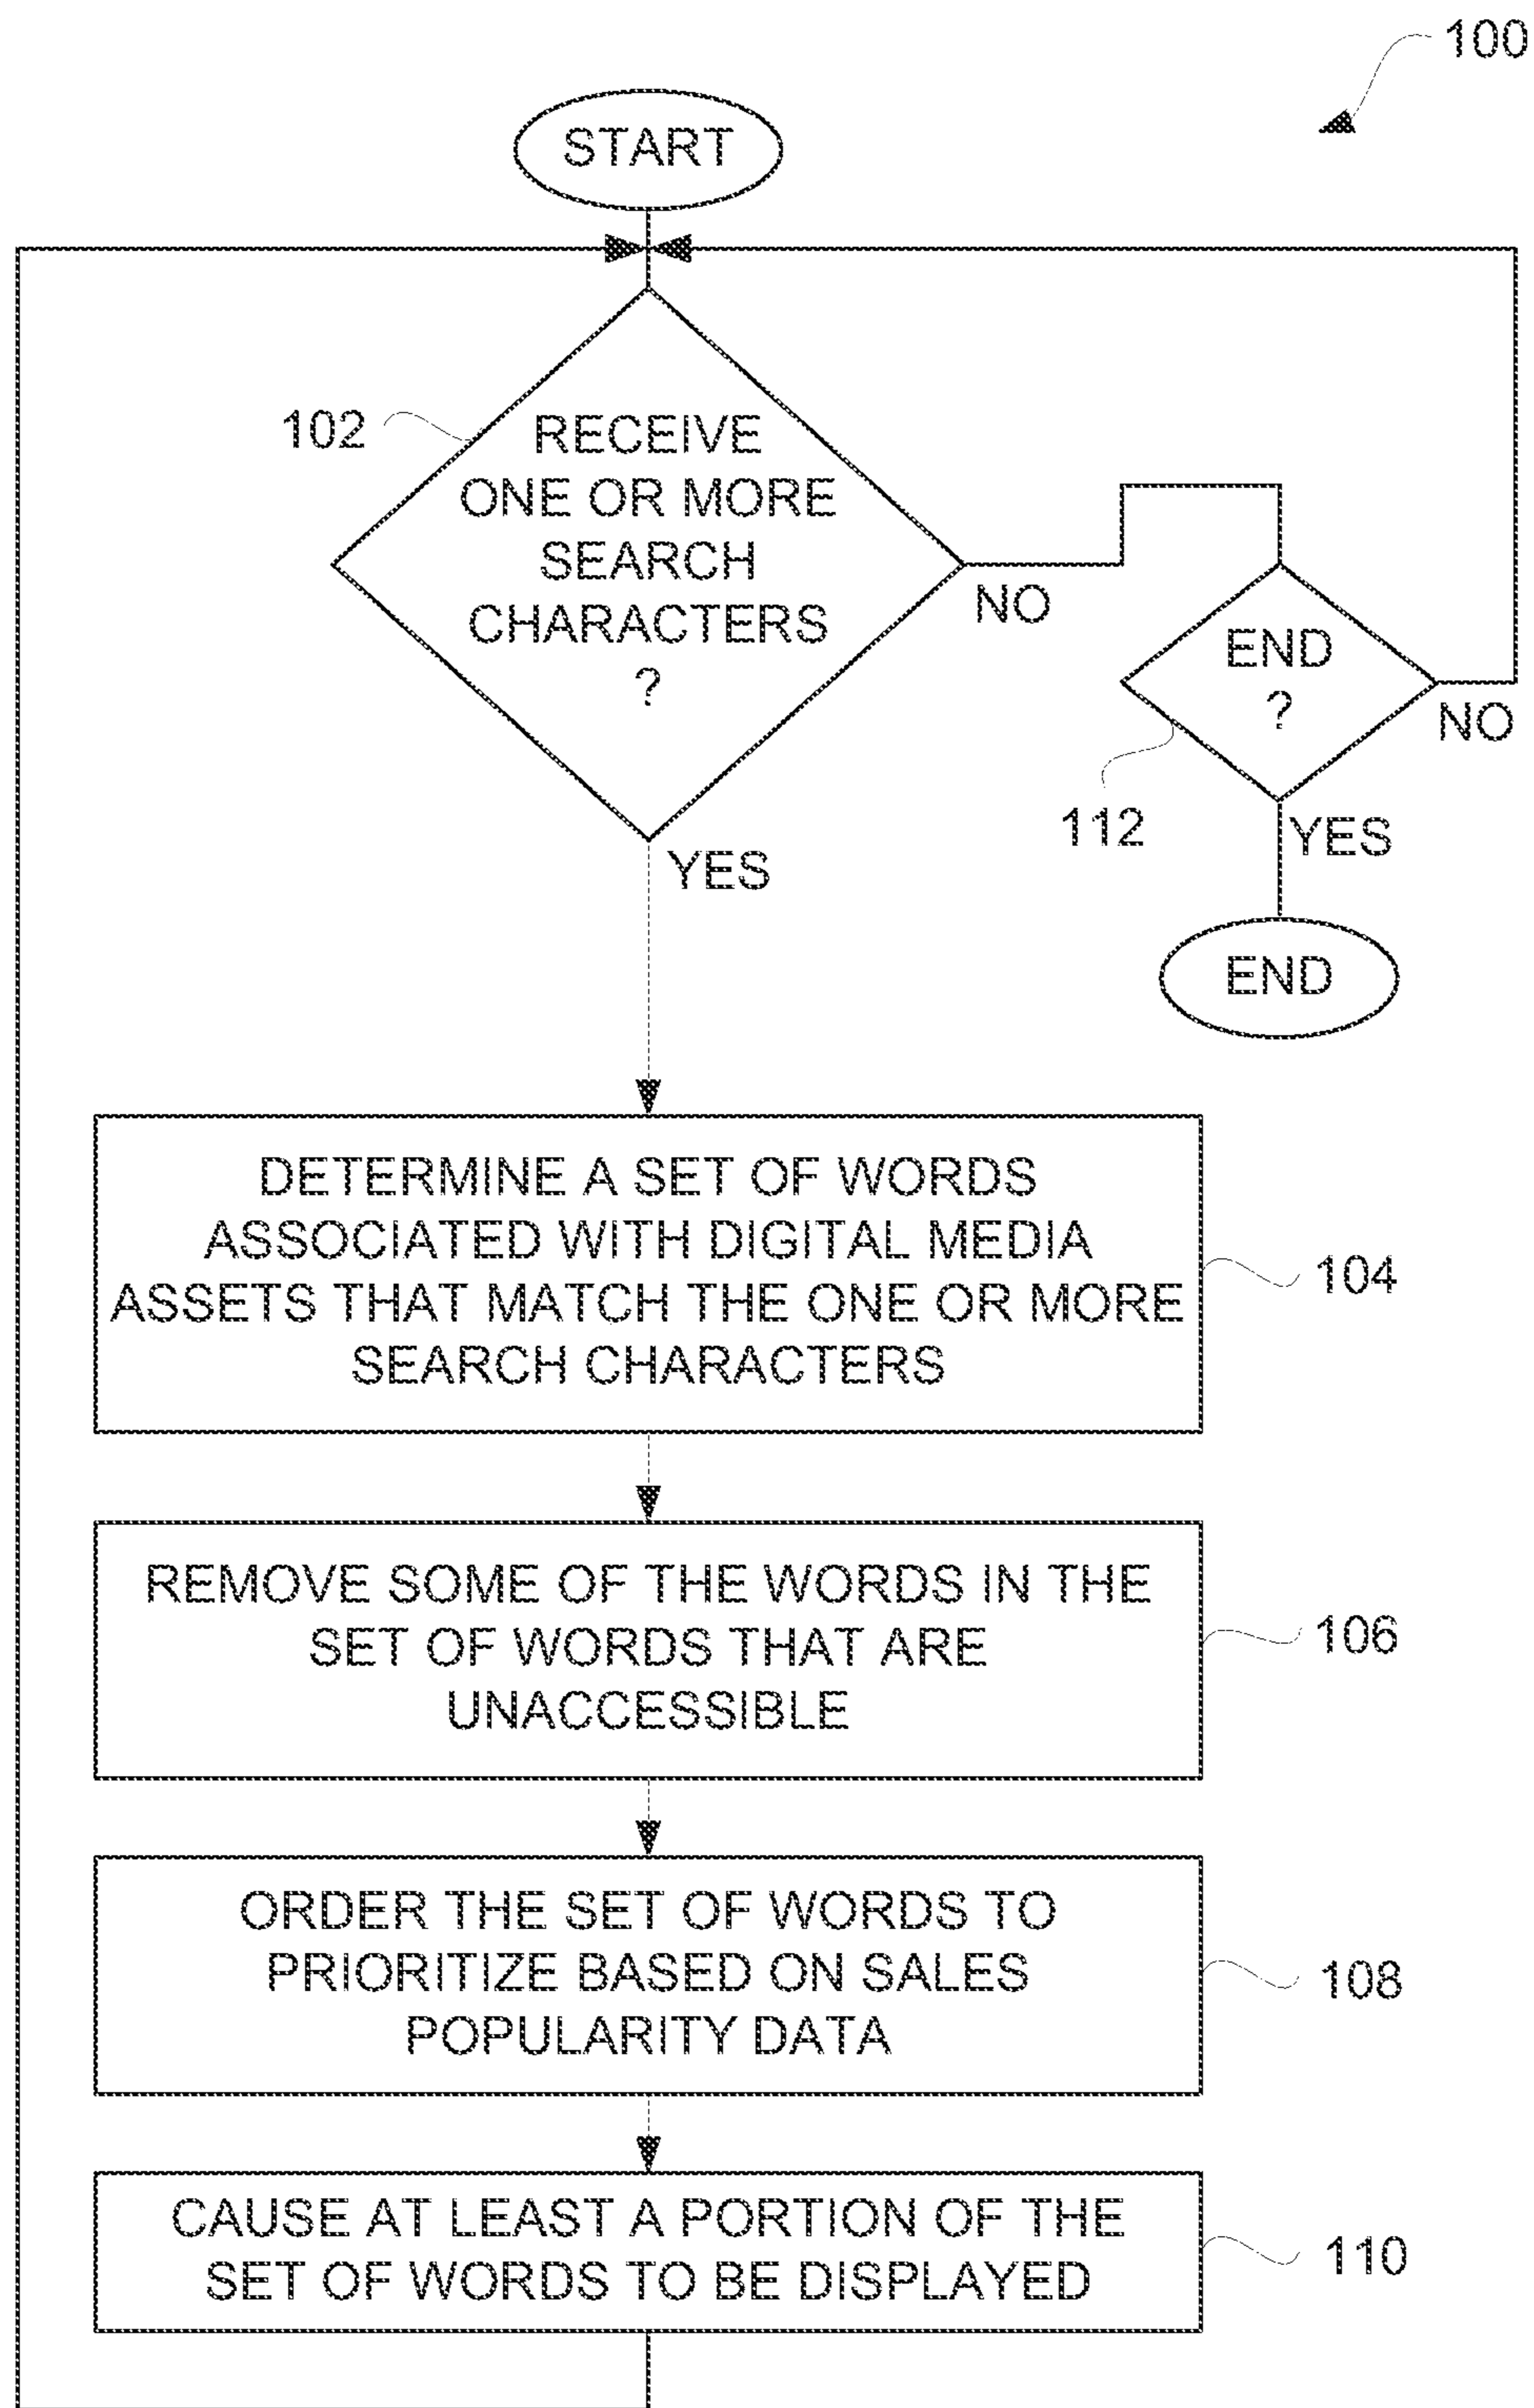 100
START
102
RECEIVE
ONE OR MORE
SEARCH
CHARACTERS
?
NO
END
?
NO
112
YES
YES
END
DETERMINE A SET OF WORDS
ASSOCIATED WITH DIGITAL MEDIA
ASSETS THAT MATCH THE ONE OR MORE
SEARCH CHARACTERS
104
REMOVE SOME OF THE WORDS IN THE
SET OF WORDS THAT ARE
UNACCESSIBLE
106
ORDER THE SET OF WORDS TO
PRIORITIZE BASED ON SALES
POPULARITY DATA
108
CAUSE AT LEAST A PORTION OF THE
SET OF WORDS TO BE DISPLAYED
110